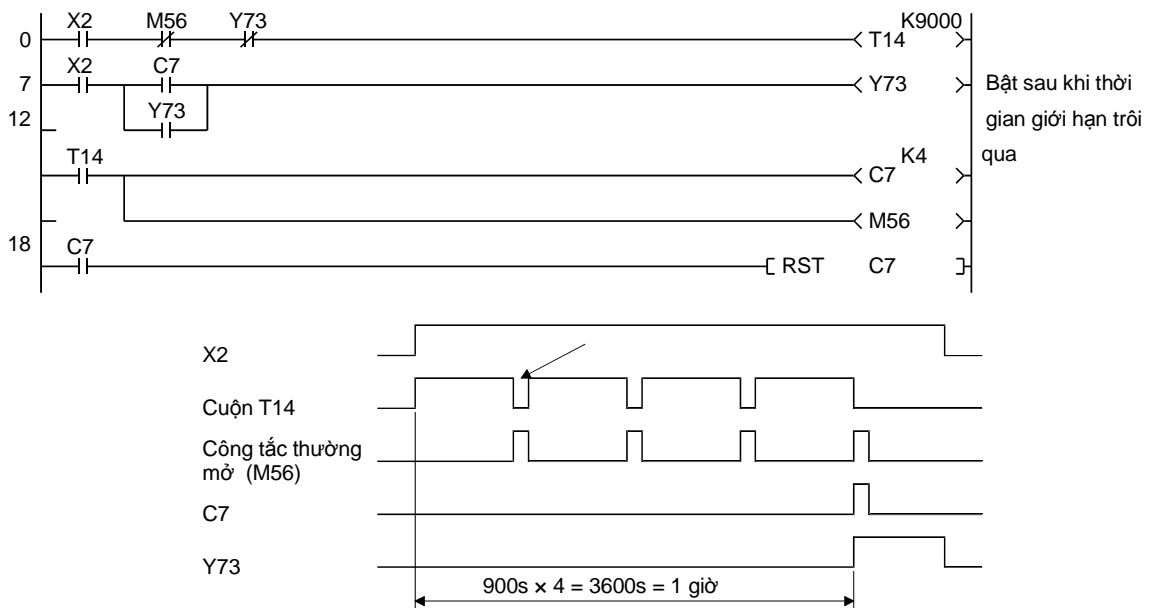 X2 M56 Y73 K9000
0 T14
X2 C7
7 Y73 Bật sau khi thời
Y73
12 gian giới hạn trôi
T14 K4 qua
C7
M56
18 C7
RST C7
X2
Cuộn T14
Công tắc thường
mở (M56)
C7
Y73
900s × 4 = 3600s = 1 giờ